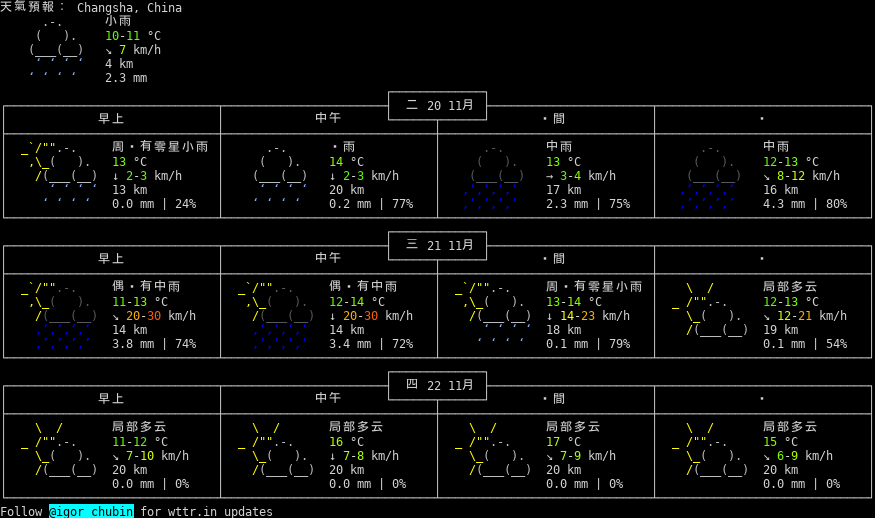 天氣預報： Changsha, China
小雨
10-11 °C
↘ 7 km/h
4 km
2.3 mm
二 20 11月
早上 中午 ·間 ·
周·有零星小雨 ·雨 中雨 中雨
13 °C 14 °C 13 °C 12-13 °C
↓ 2-3 km/h ↓ 2-3 km/h → 3-4 km/h ↘ 8-12 km/h
13 km 20 km 17 km 16 km
0.0 mm | 24% 0.2 mm | 77% 2.3 mm | 75% 4.3 mm | 80%
三 21 11月
早上 中午 ·間 ·
偶·有中雨 偶·有中雨 周·有零星小雨 局部多云
11-13 °C 12-14 °C 13-14 °C 12-13 °C
↘ 20-30 km/h ↓ 20-30 km/h ↓ 14-23 km/h ↘ 12-21 km/h
14 km 14 km 18 km 19 km
3.8 mm | 74% 3.4 mm | 72% 0.1 mm | 79% 0.1 mm | 54%
四 22 11月
早上 中午 ·間 ·
局部多云 局部多云 局部多云 局部多云
11-12 °C 16 °C 17 °C 15 °C
↘ 7-10 km/h ↓ 7-8 km/h ↘ 7-9 km/h ↘ 6-9 km/h
20 km 20 km 20 km 20 km
0.0 mm | 0% 0.0 mm | 0% 0.0 mm | 0% 0.0 mm | 0%
Follow @igor_chubin for wttr.in updates